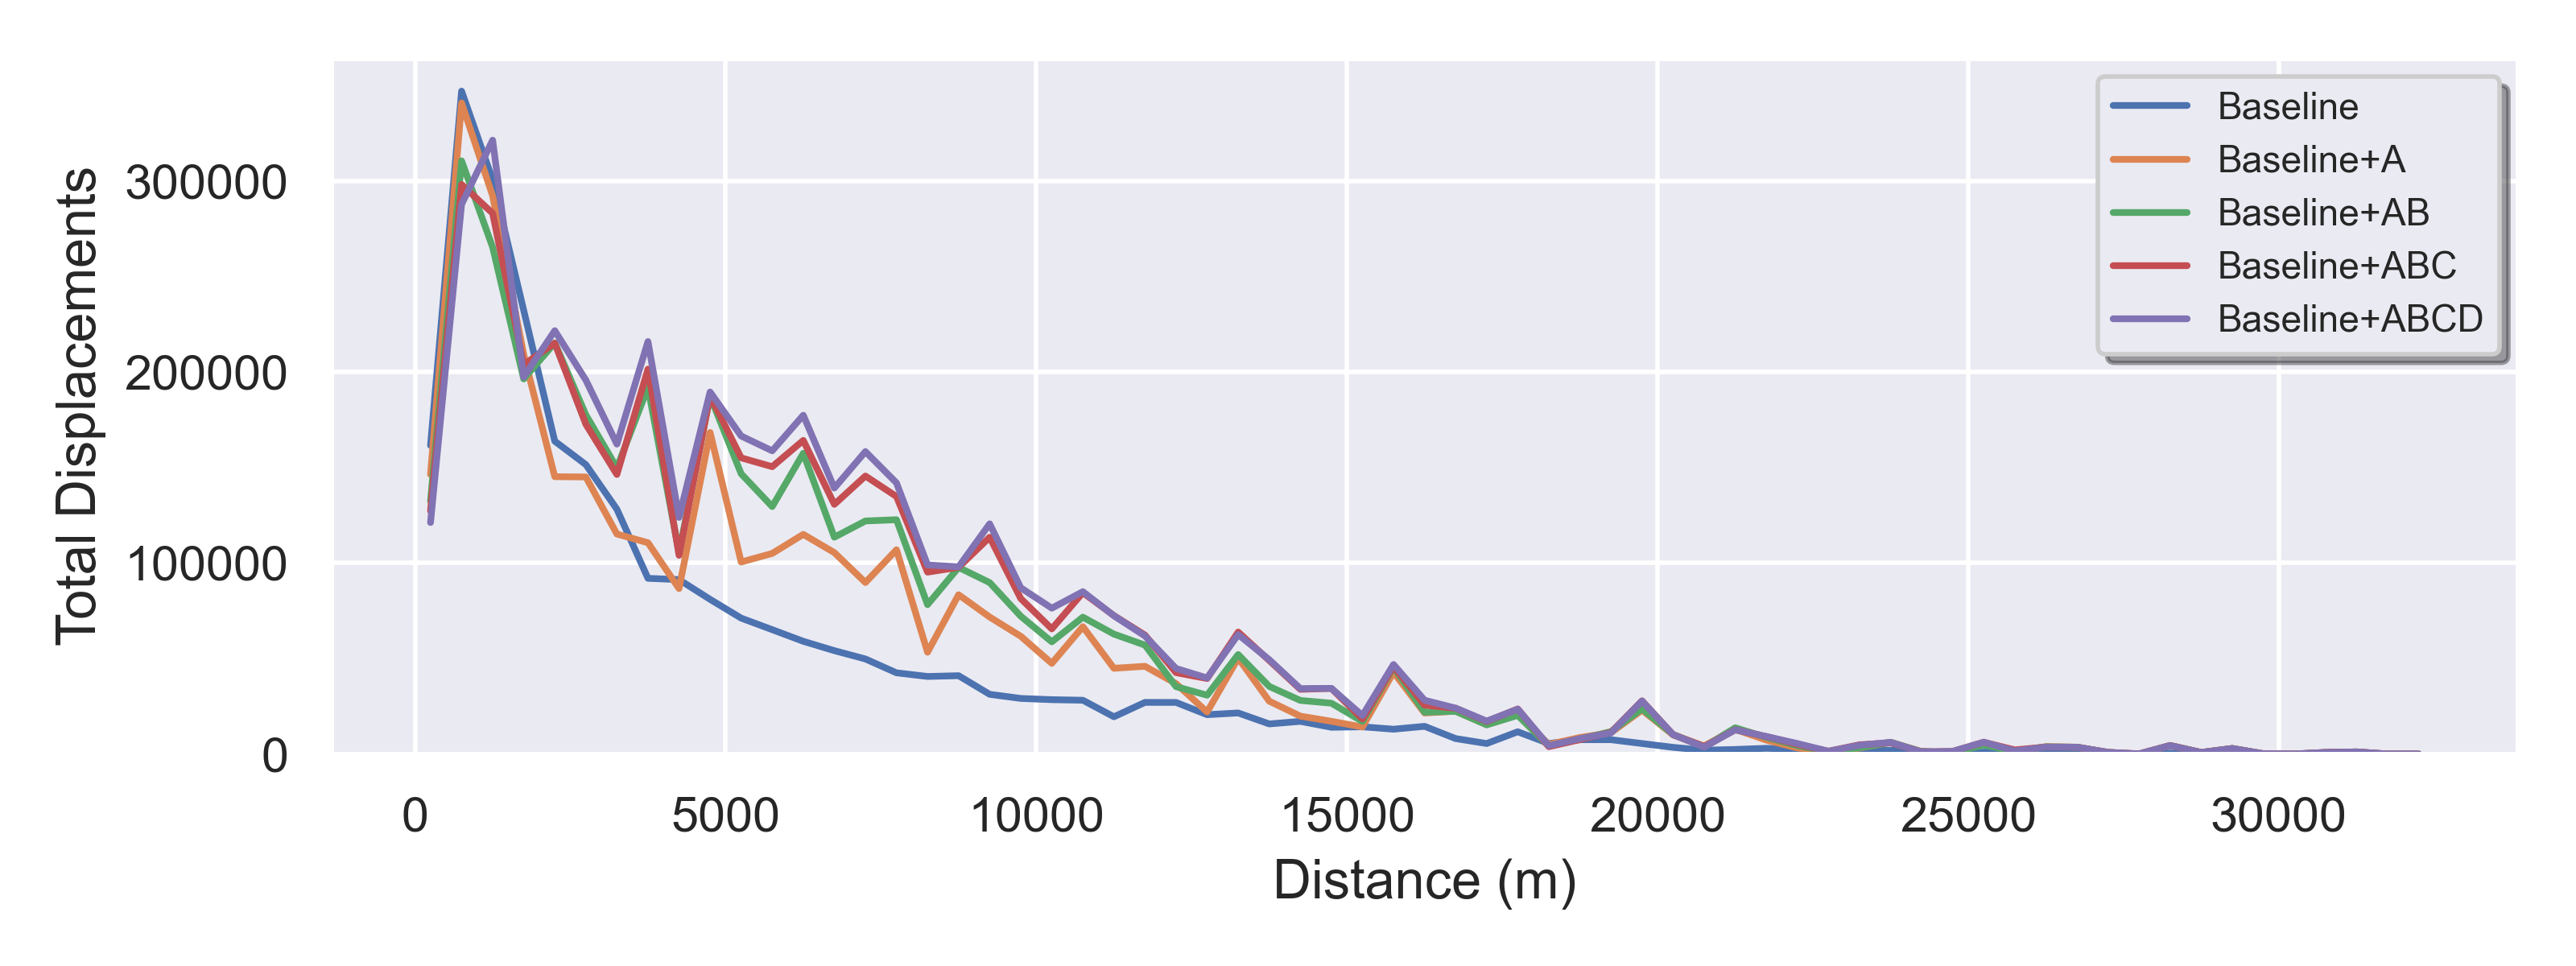 Total Displacements
300000
200000
100000
0
0 5000 10000 15000 20000 25000 30000
Distance (m)
Baseline
Baseline+A
Baseline+AB
Baseline+ABC
Baseline+ABCD